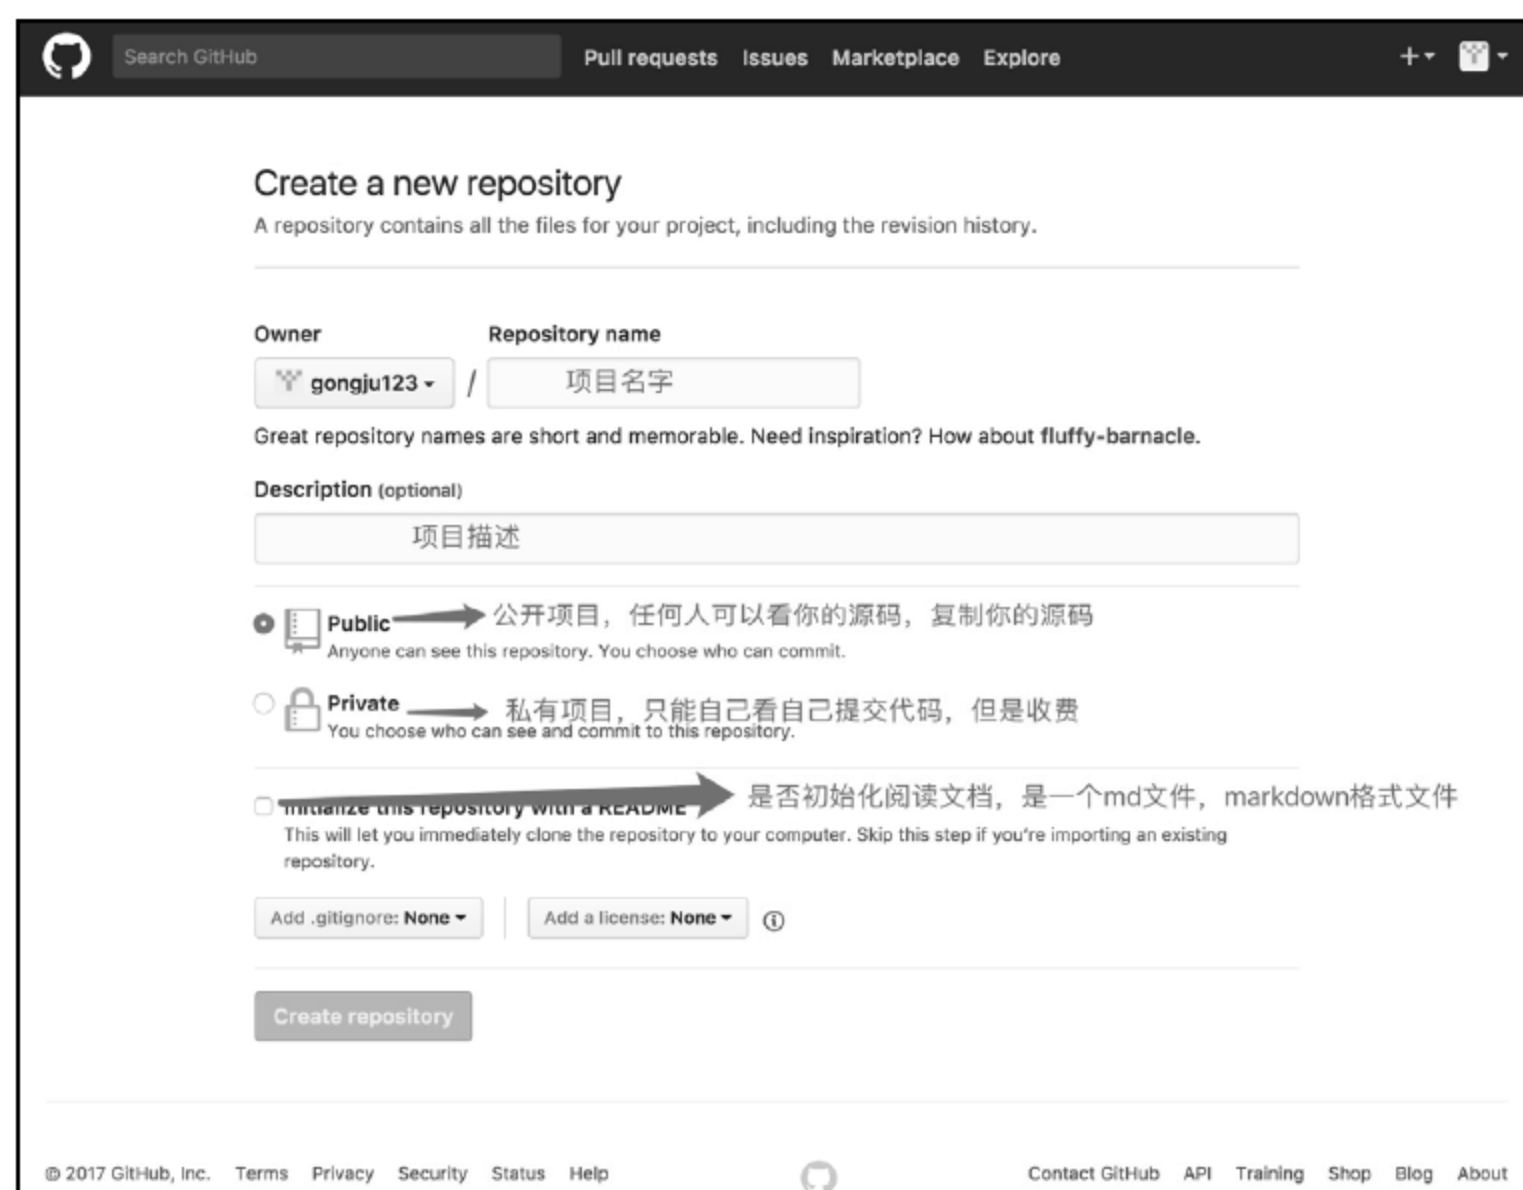 Search GitHub Pull requests Issues Marketplace Explore
Create a new repository
A repository contains all the files for your project, including the revision history.
Owner Repository name
gongju123 / 项目名字
Great repository names are short and memorable. Need inspiration? How about fluffy-barnacle.
Description (optional)
项目描述
Public 公开项目，任何人可以看你的源码，复制你的源码
Anyone can see this repository. You choose who can commit.
Private 私有项目，只能自己看自己提交代码，但是收费
You choose who can see and commit to this repository.
Initialize this repository with a README 是否初始化阅读文档，是一个md文件，markdown格式文件
This will let you immediately clone the repository to your computer. Skip this step if you're importing an existing
repository.
Add .gitignore: None Add a license: None
Create repository
© 2017 GitHub, Inc. Terms Privacy Security Status Help Contact GitHub API Training Shop Blog About